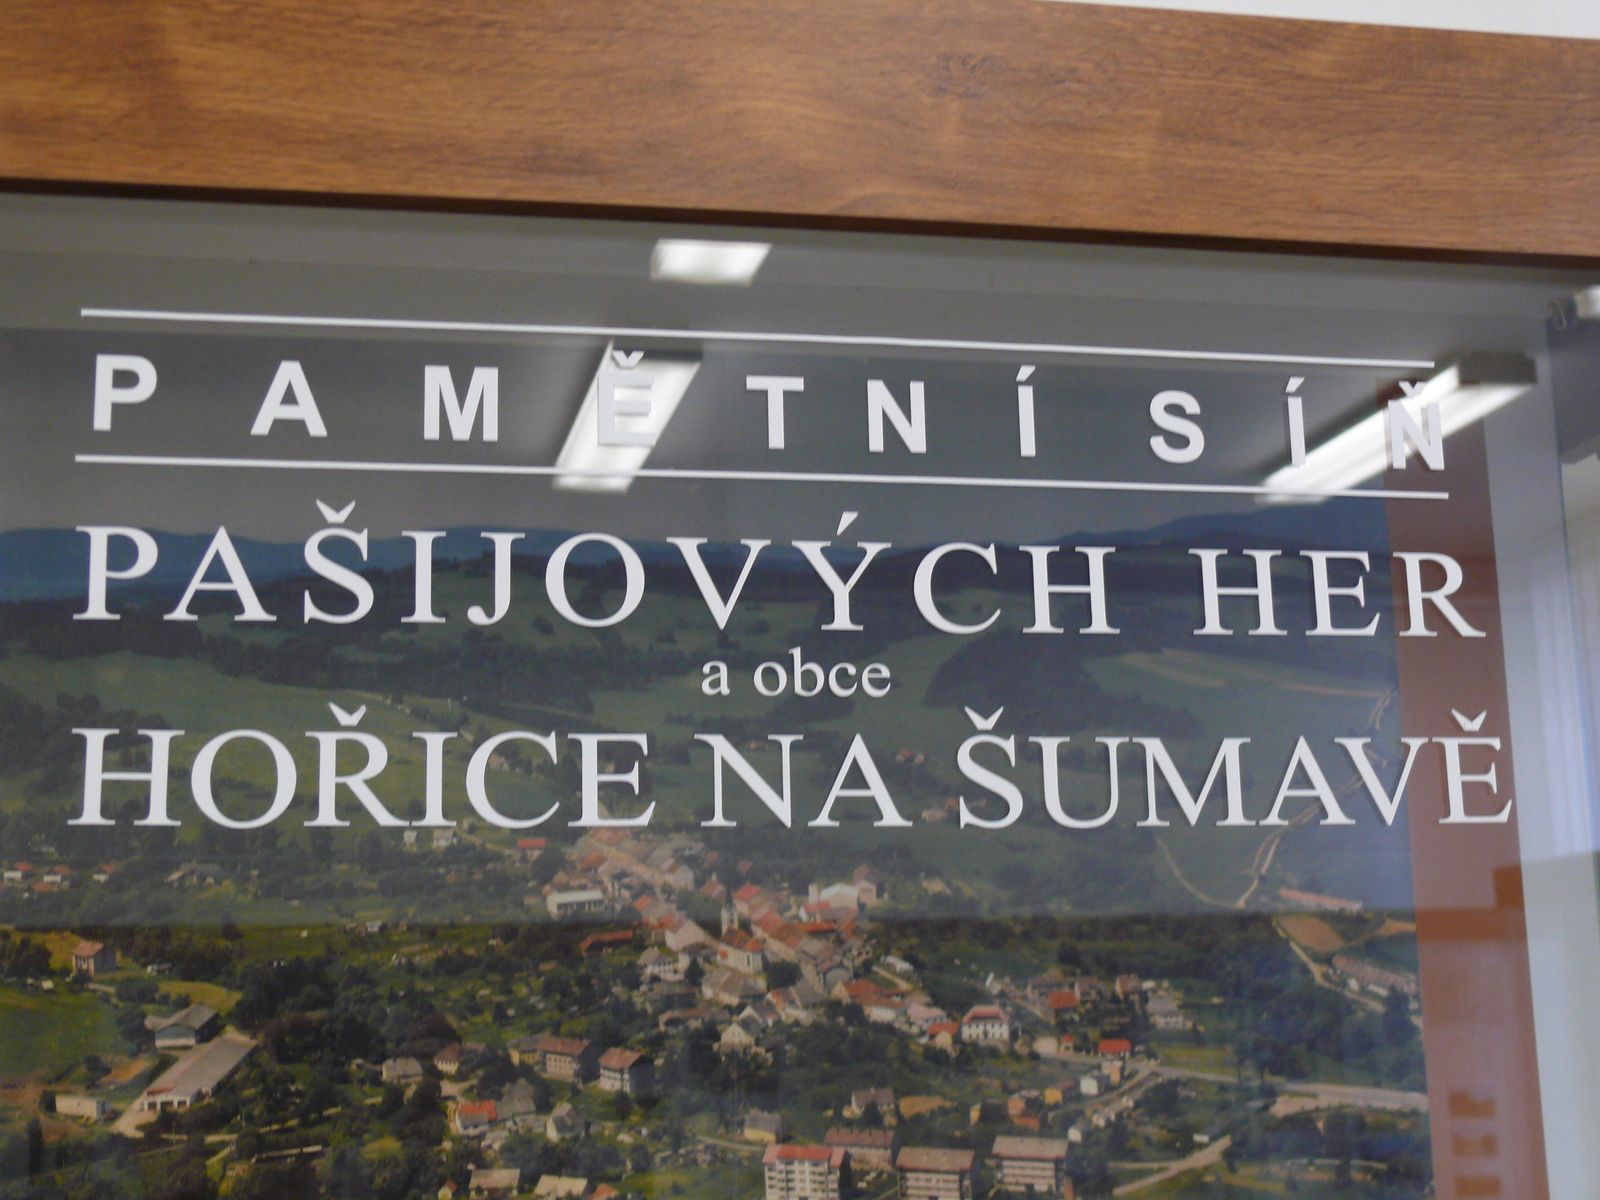 PAMĚTNÍ SÍŇ
PAŠIJOVÝCH HER
a obce
HOŘICE NA ŠUMAVĚ